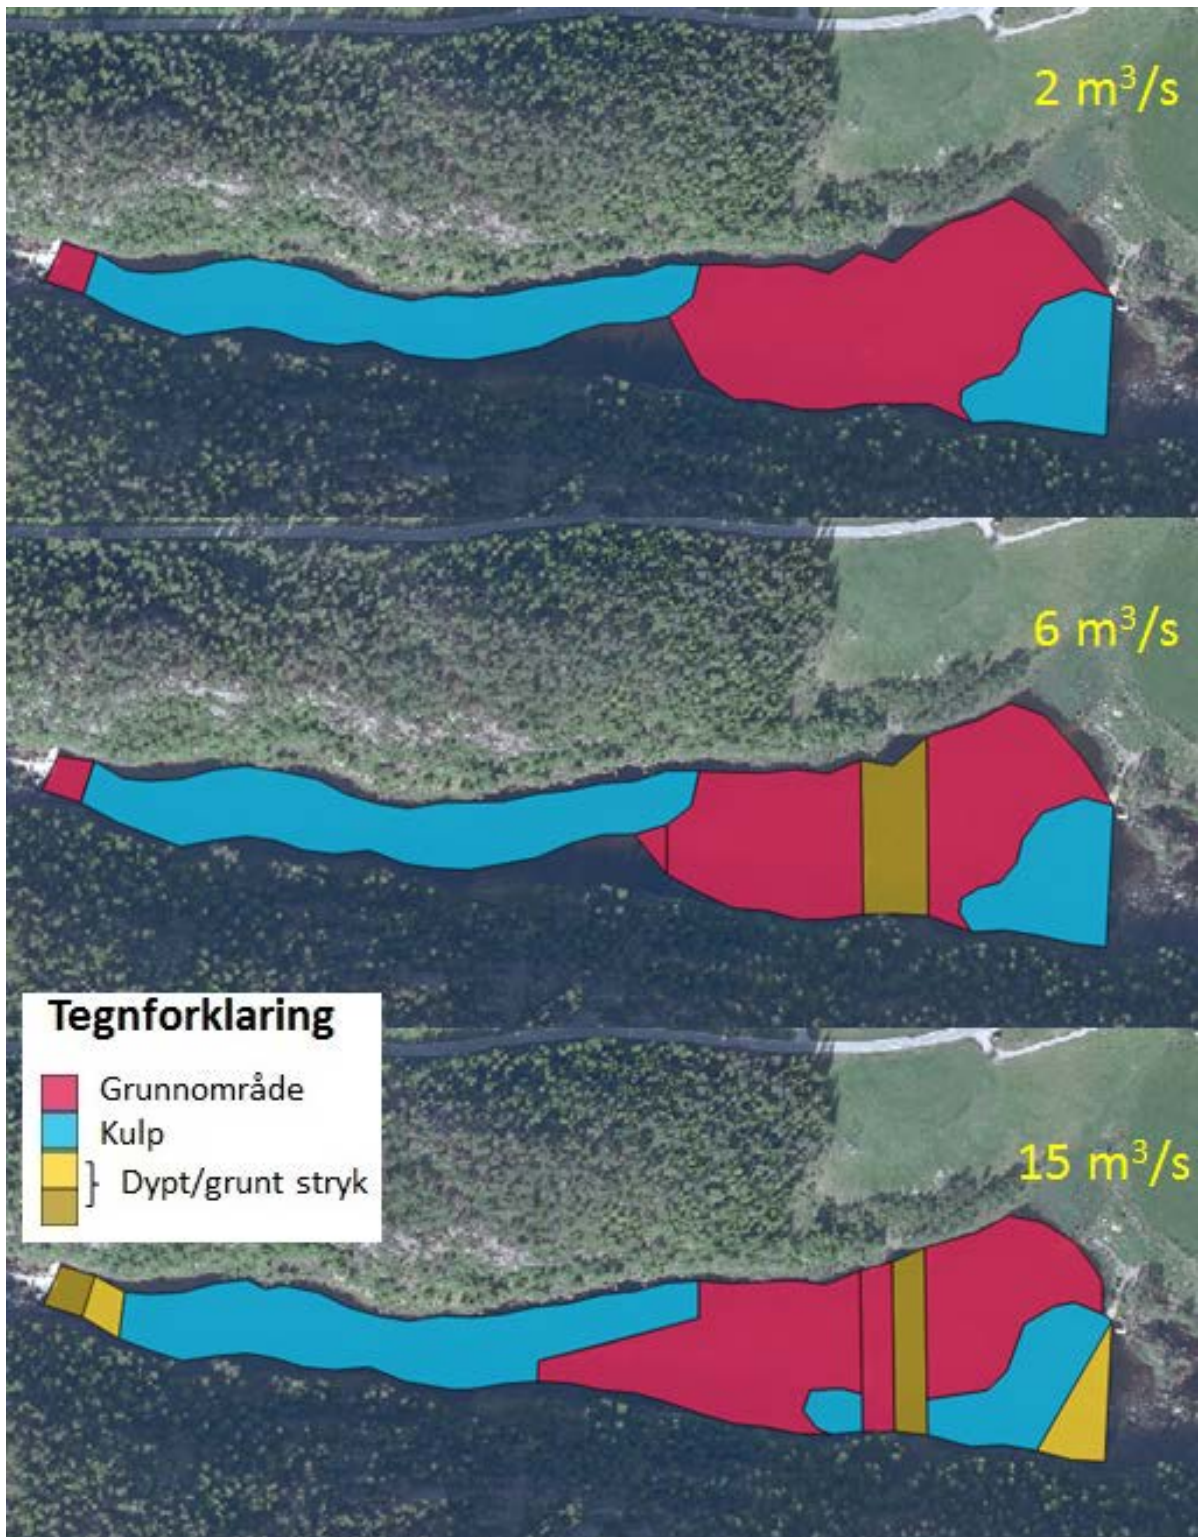 2 m³/s
6 m³/s
Tegnforklaring
Grunnområde
Kulp
Dypt/grunt stryk
15 m³/s